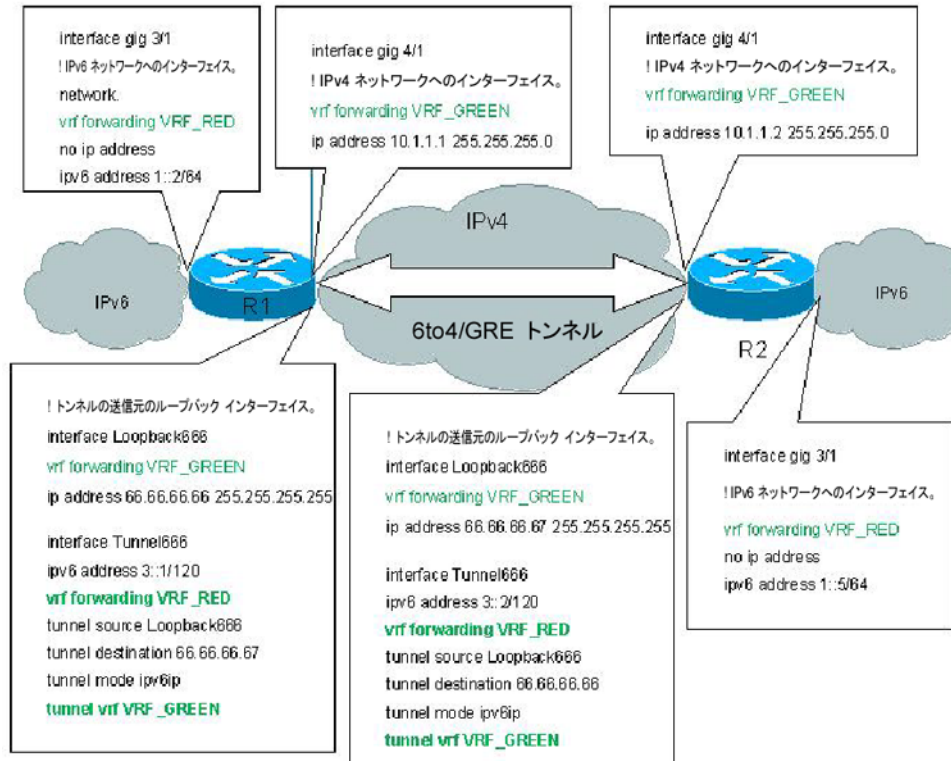 interface gig 3/1
! IPv6 ネットワークへのインターフェイス。
network.
vrf forwarding VRF_RED
no ip address
ipv6 address 1::2/64
interface gig 4/1
! IPv4 ネットワークへのインターフェイス。
vrf forwarding VRF_GREEN
ip address 10.1.1.1 255.255.255.0
interface gig 4/1
! IPv4 ネットワークへのインターフェイス。
vrf forwarding VRF_GREEN
ip address 10.1.1.2 255.255.255.0
IPv6
R1
IPv4
6to4/GRE トンネル
R2
IPv6
! トンネルの送信元のループバック インターフェイス。
interface Loopback666
vrf forwarding VRF_GREEN
ip address 66.66.66.66 255.255.255.255
interface Tunnel666
ipv6 address 3::1/120
vrf forwarding VRF_RED
tunnel source Loopback666
tunnel destination 66.66.66.67
tunnel mode ipv6ip
tunnel vrf VRF_GREEN
! トンネルの送信元のループバック インターフェイス。
interface Loopback666
vrf forwarding VRF_GREEN
ip address 66.66.66.67 255.255.255.255
interface Tunnel666
ipv6 address 3::2/120
vrf forwarding VRF_RED
tunnel source Loopback666
tunnel destination 66.66.66.66
tunnel mode ipv6ip
tunnel vrf VRF_GREEN
interface gig 3/1
! IPv6 ネットワークへのインターフェイス。
vrf forwarding VRF_RED
no ip address
ipv6 address 1::5/64